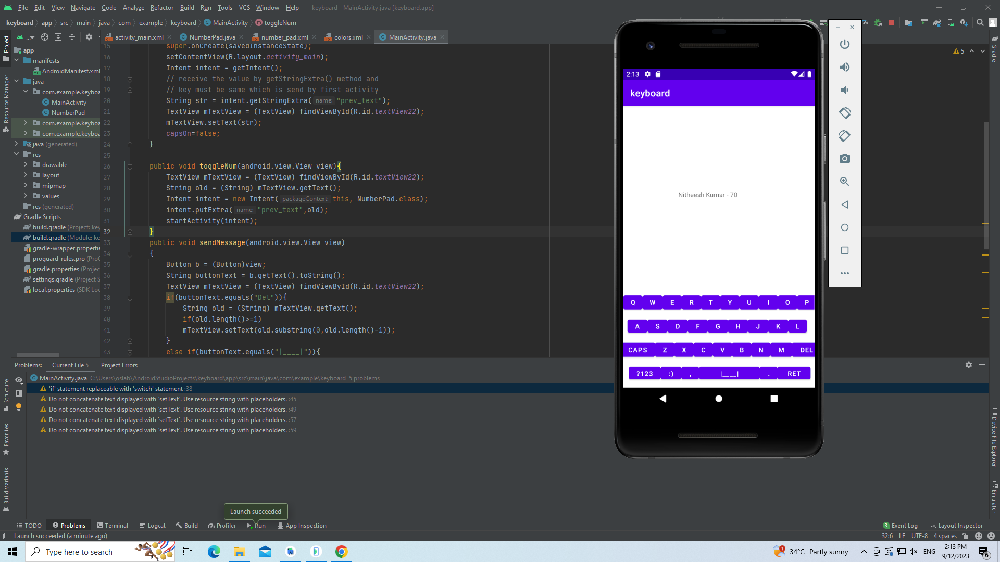 File Edit View Navigate Code Analyze Refactor Build Run Tools VCS Window Help keyboard - MainActivity.java [keyboard.app]
keyboard app src main java com example keyboard MainActivity toggleNum
activity_main.xml NumberPad.java number_pad.xml colors.xml MainActivity.java
Project
Resource Manager
Structure
Favorites
Build Variants
app
manifests
AndroidManifest.xml
java
com.example.keyboa
MainActivity
NumberPad
com.example.keyboa
com.example.keyboa
java (generated)
res
drawable
layout
mipmap
values
res (generated)
Gradle Scripts
build.gradle (Project: key
build.gradle (Module: ke
gradle-wrapper.propertie
proguard-rules.pro (ProG
gradle.properties (Projec
settings.gradle (Project S
local.properties (SDK Loc
15 super.onCreate(savedInstanceState);
16 setContentView(R.layout.activity_main);
17 Intent intent = getIntent();
18 // receive the value by getStringExtra() method and
19 // key must be same which is send by first activity
20 String str = intent.getStringExtra( name: "prev_text");
21 TextView mTextView = (TextView) findViewById(R.id.textView22);
22 mTextView.setText(str);
23 capsOn=false;
24 }
25
26 public void toggleNum(android.view.View view){
27 TextView mTextView = (TextView) findViewById(R.id.textView22);
28 String old = (String) mTextView.getText();
29 Intent intent = new Intent( packageContext: this, NumberPad.class);
30 intent.putExtra( name: "prev_text",old);
31 startActivity(intent);
32 }
33 public void sendMessage(android.view.View view)
34 {
35 Button b = (Button)view;
36 String buttonText = b.getText().toString();
37 TextView mTextView = (TextView) findViewById(R.id.textView22);
38 if(buttonText.equals("Del")){
39 String old = (String) mTextView.getText();
40 if(old.length()>=1)
41 mTextView.setText(old.substring(0,old.length()-1));
42 }
43 else if(buttonText.equals("|____|")){
5
2:13
keyboard
Nitheesh Kumar - 70
Q W E R T Y U I O P
A S D F G H J K L
CAPS Z X C V B N M DEL
?123 :) , |____| . RET
Gradle
Device File Explorer
Emulator
Problems: Current File 5 Project Errors
MainActivity.java C:\Users\oslab\AndroidStudioProjects\keyboard\app\src\main\java\com\example\keyboard 5 problems
'if' statement replaceable with 'switch' statement :38
Do not concatenate text displayed with `setText`. Use resource string with placeholders. :45
Do not concatenate text displayed with `setText`. Use resource string with placeholders. :49
Do not concatenate text displayed with `setText`. Use resource string with placeholders. :57
Do not concatenate text displayed with `setText`. Use resource string with placeholders. :59
Launch succeeded
TODO Problems Terminal Logcat Build Profiler Run App Inspection 3 Event Log Layout Inspector
Launch succeeded (a minute ago) 32:6 LF UTF-8 4 spaces
Type here to search 1 34°C Partly sunny ENG 2:13 PM
9/12/2023 6